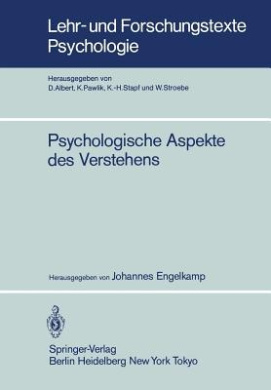 Lehr- und Forschungstexte
Psychologie
Herausgegeben von
D. Albert, K. Pawlik, K.-H. Stapf und W. Stroebe
Psychologische Aspekte
des Verstehens
Herausgegeben von Johannes Engelkamp
Springer-Verlag
Berlin Heidelberg New York Tokyo